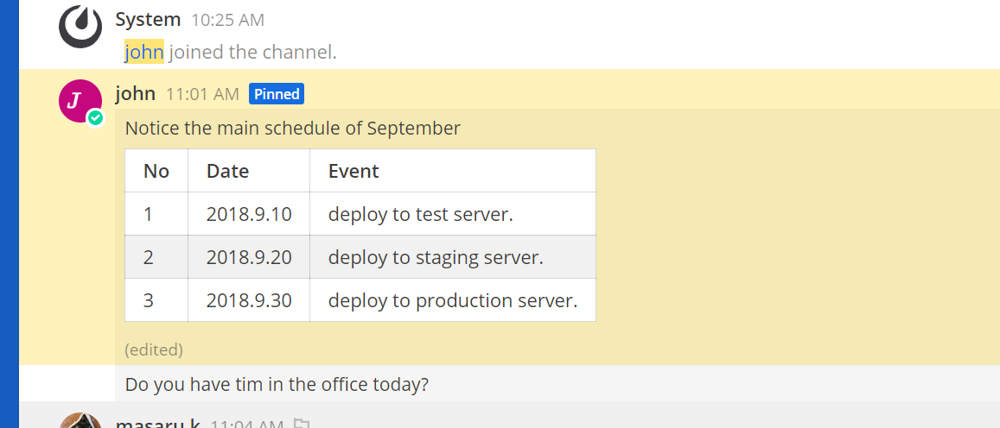 System 10:25 AM
john joined the channel.
J
john 11:01 AM Pinned
Notice the main schedule of September
No Date Event
1 2018.9.10 deploy to test server.
2 2018.9.20 deploy to staging server.
3 2018.9.30 deploy to production server.
(edited)
Do you have tim in the office today?
masaru.k 11:04 AM